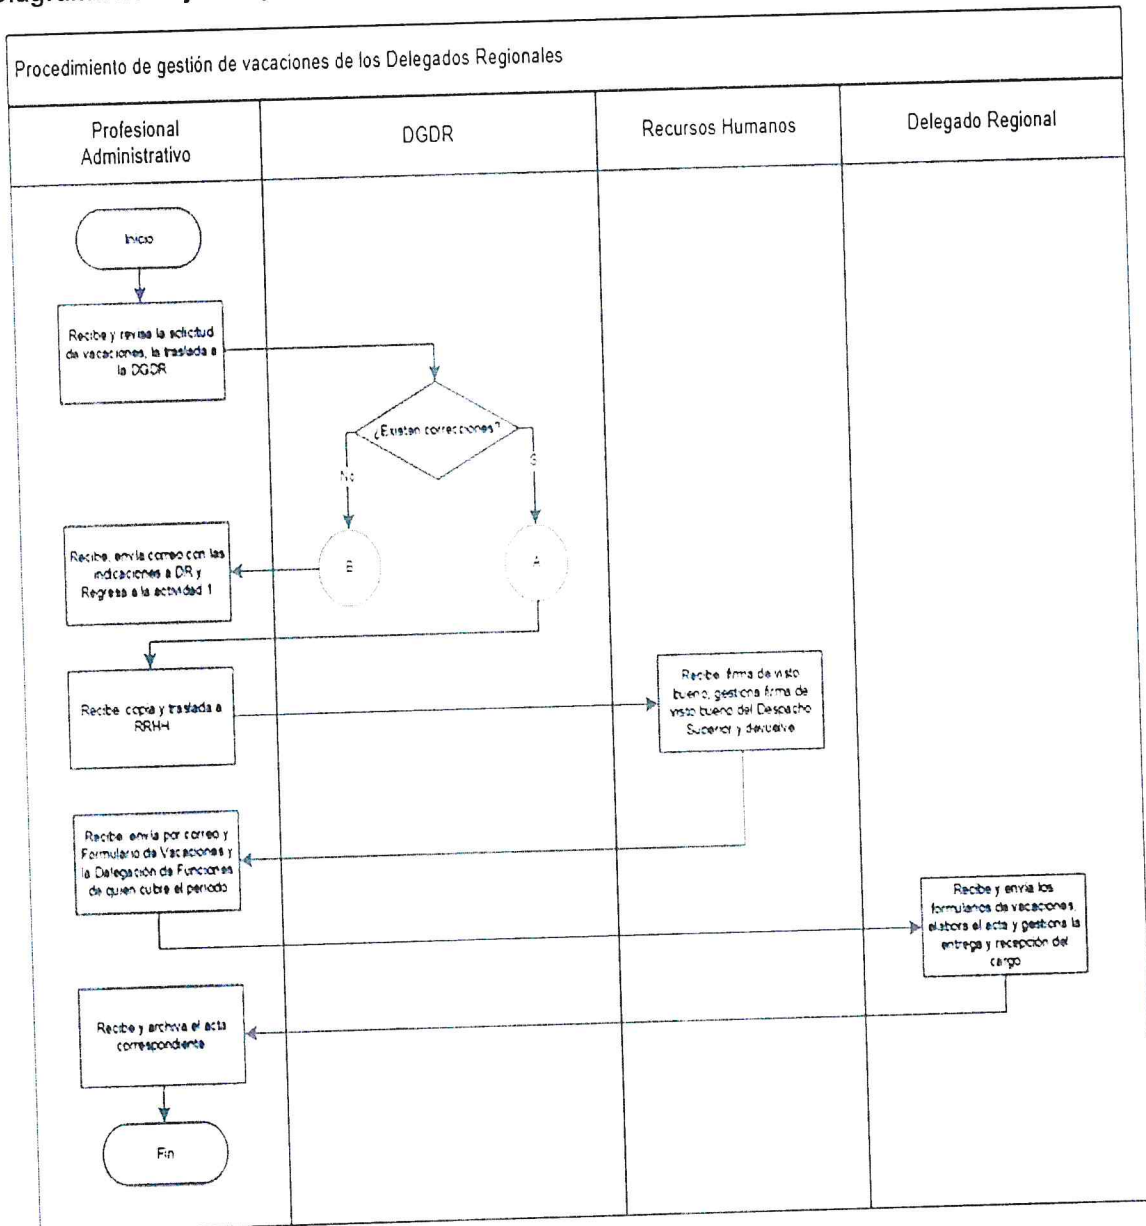 Procedimiento de gestión de vacaciones de los Delegados Regionales
Profesional
Administrativo
DGDR
Recursos Humanos
Delegado Regional
Inicio
Recibe y revisa la solicitud
de vacaciones, la traslada a
la DGDR
¿Existen correcciones?
No
S
B
A
Recibe, envía correo con las
indicaciones a DR y
Regresa a la actividad 1
Recibe, copia y traslada a
RRHH
Recibe, firma de visto
bueno, gestiona firma de
visto bueno del Despacho
Superior y devuelve
Recibe, envía por correo y
Formulario de Vacaciones y
la Delegación de Funciones
de quien cubre el periodo
Recibe y envía los
formularios de vacaciones,
elabora el acta y gestiona la
entrega y recepción del
cargo
Recibe y archiva el acta
correspondiente
Fin